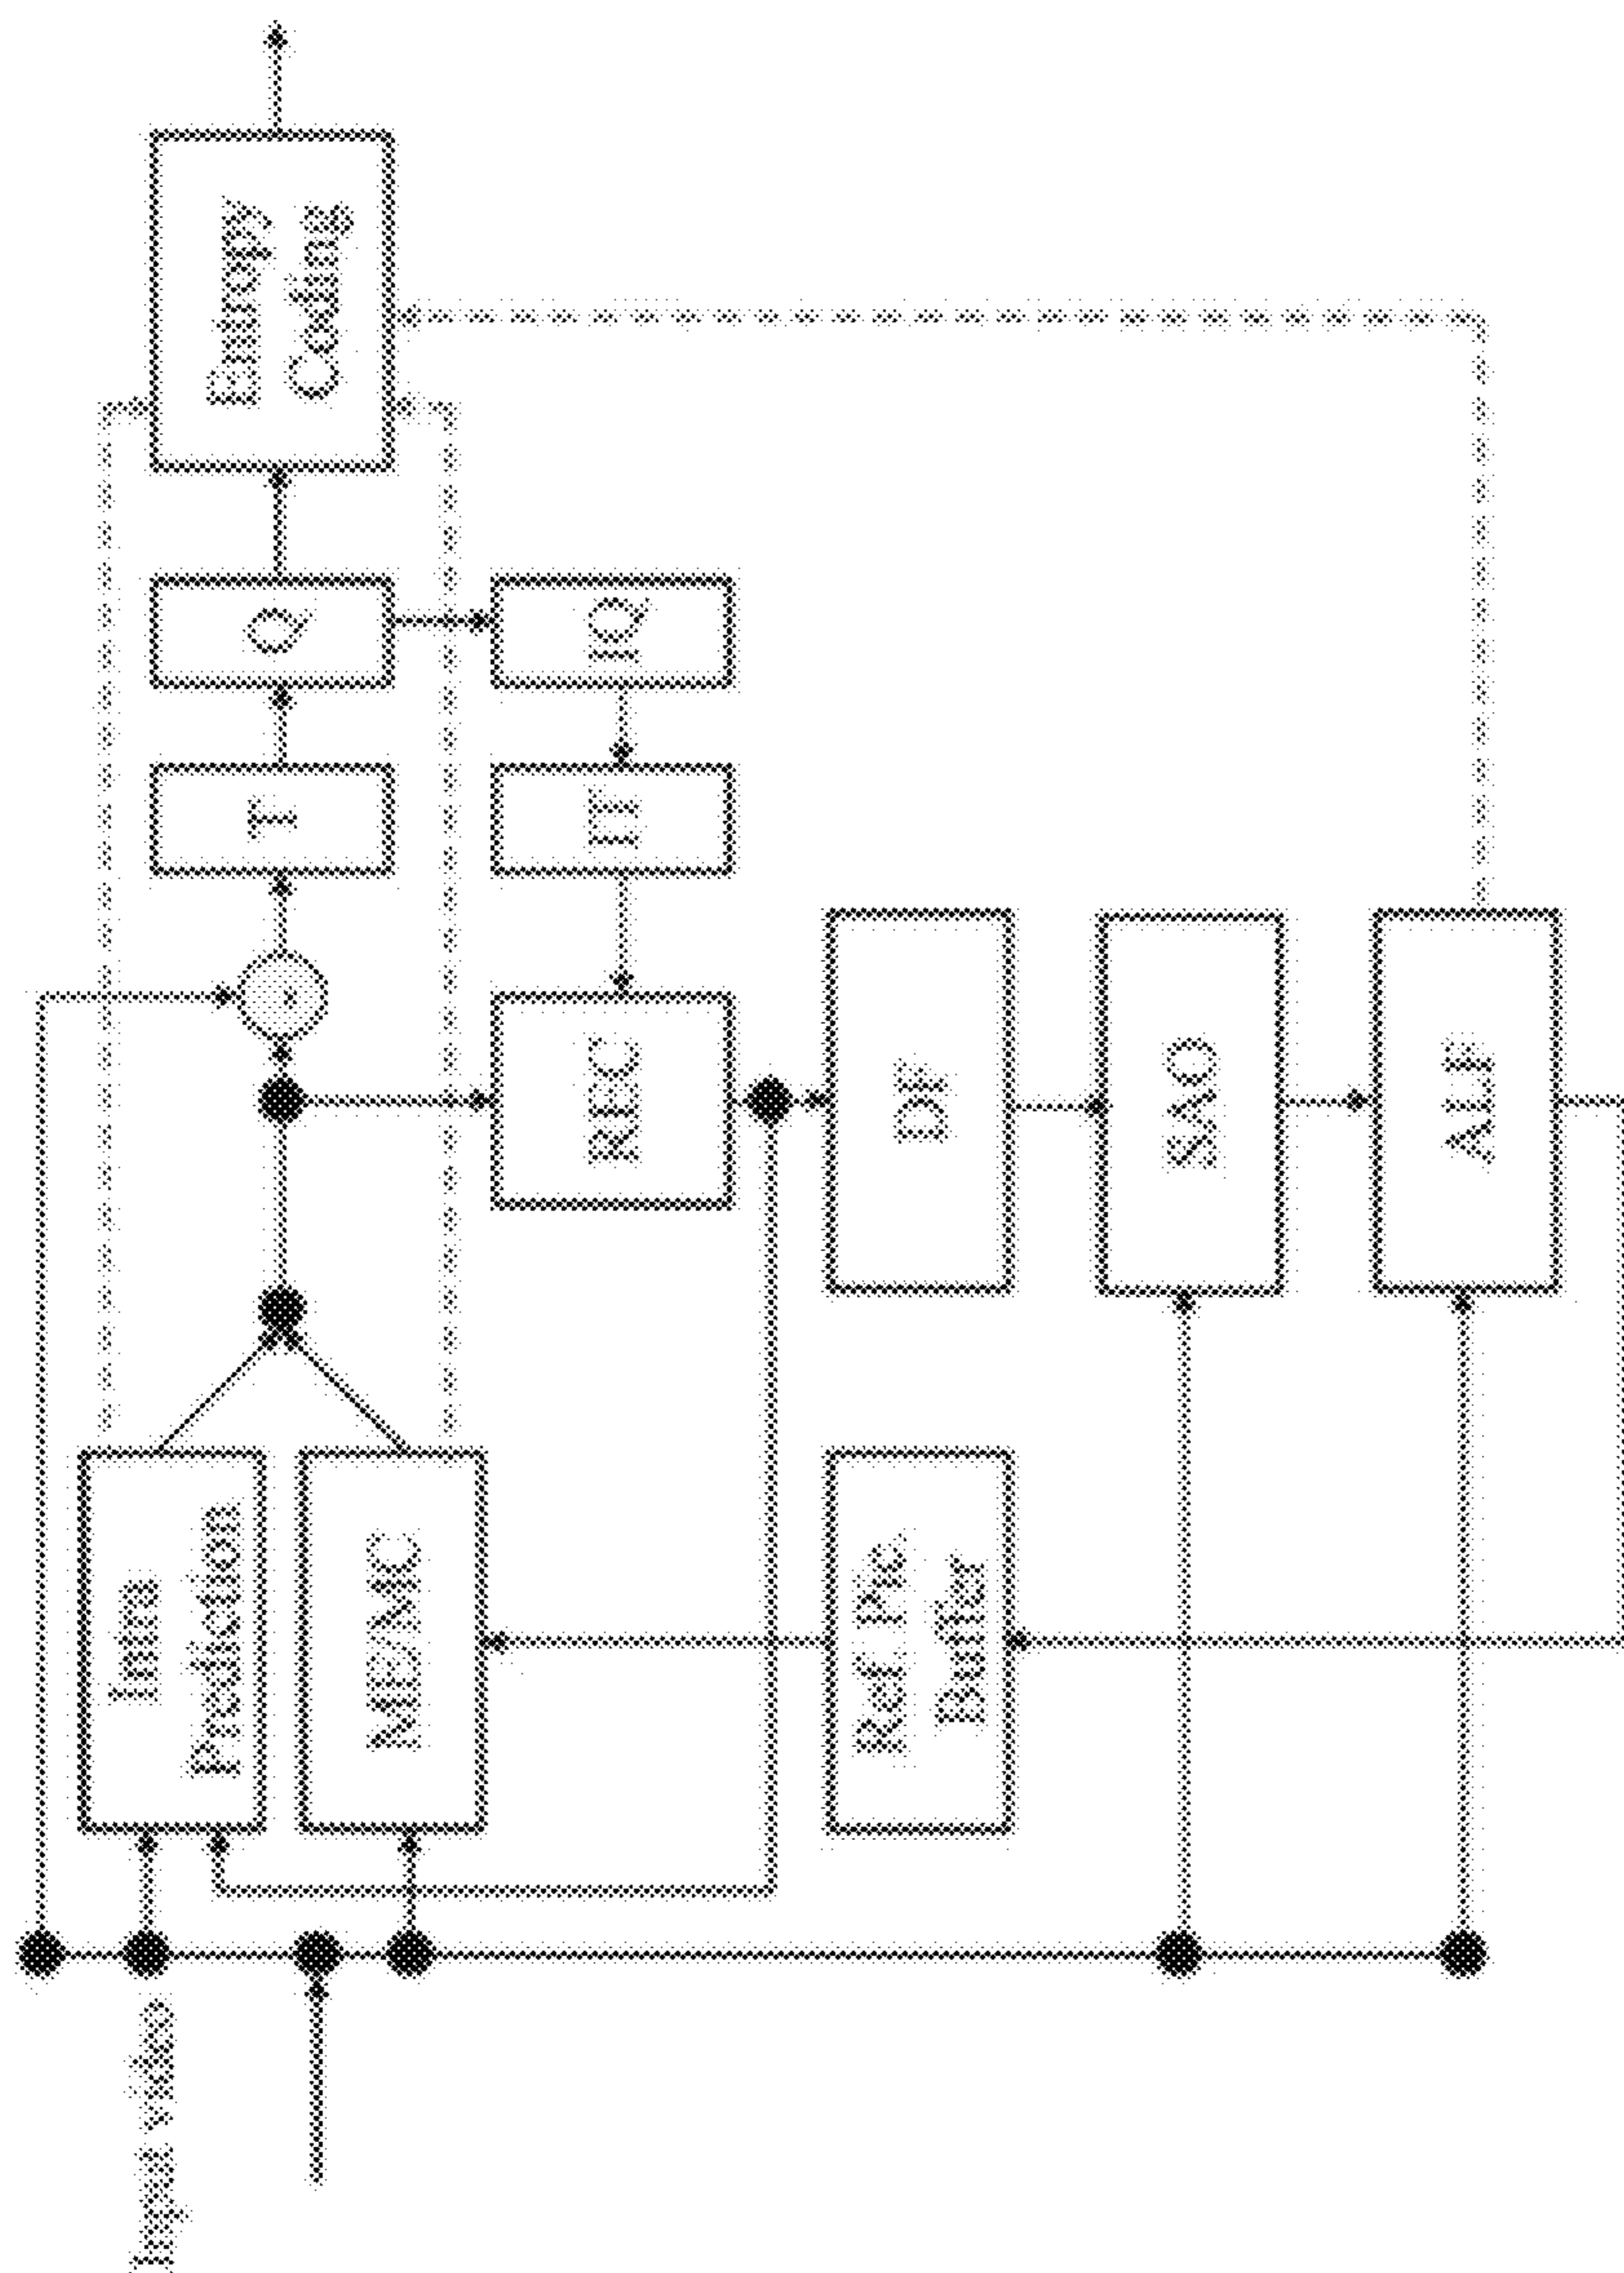 Input video
Intra
Prediction
ME/MC
Ref. Pic.
Buffer
REC
T
Q
IT
IQ
Entropy
Coding
DF
SAO
ALF